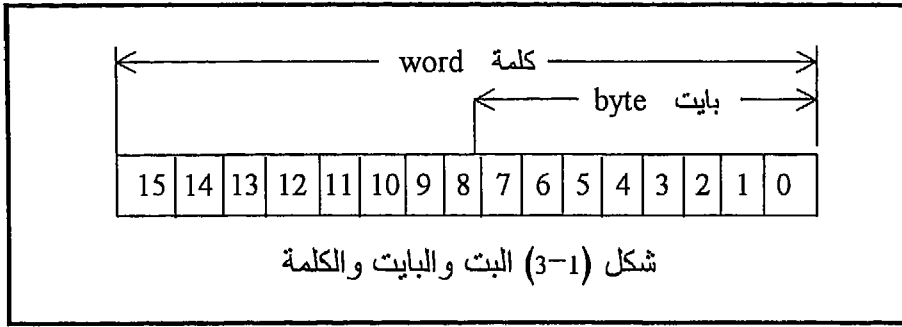 كلمة word
بايت byte
15 14 13 12 11 10 9 8 7 6 5 4 3 2 1 0
شكل (1-3) البت والبايت والكلمة